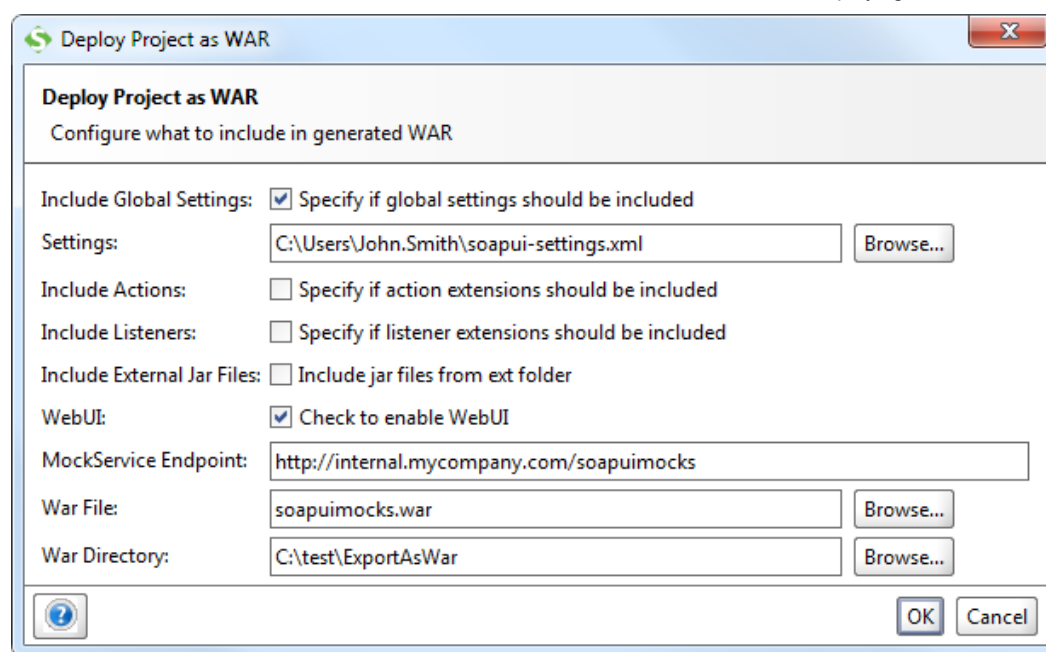 Deploy Project as WAR
Deploy Project as WAR
Configure what to include in generated WAR
Include Global Settings: Specify if global settings should be included
Settings: C:\Users\John.Smith\soapui-settings.xml Browse...
Include Actions: Specify if action extensions should be included
Include Listeners: Specify if listener extensions should be included
Include External Jar Files: Include jar files from ext folder
WebUI: Check to enable WebUI
MockService Endpoint: http://internal.mycompany.com/soapuimocks
War File: soapuimocks.war Browse...
War Directory: C:\test\ExportAsWar Browse...
OK Cancel